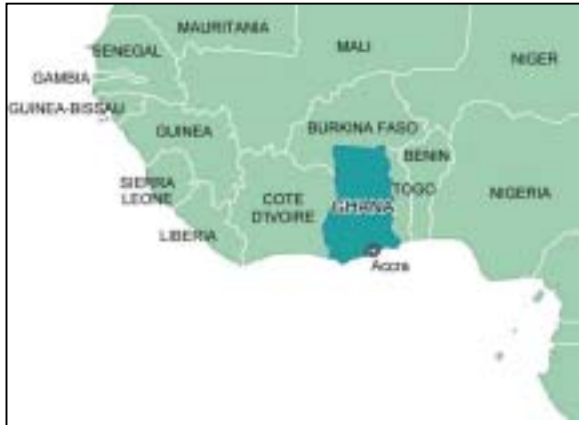 MAURITANIA
SENEGAL
MALI
NIGER
GAMBIA
GUINEA-BISSAU
GUINEA
BURKINA FASO
BENIN
SIERRA
LEONE
COTE
D'IVOIRE
GHANA
TOGO
NIGERIA
LIBERIA
Accra